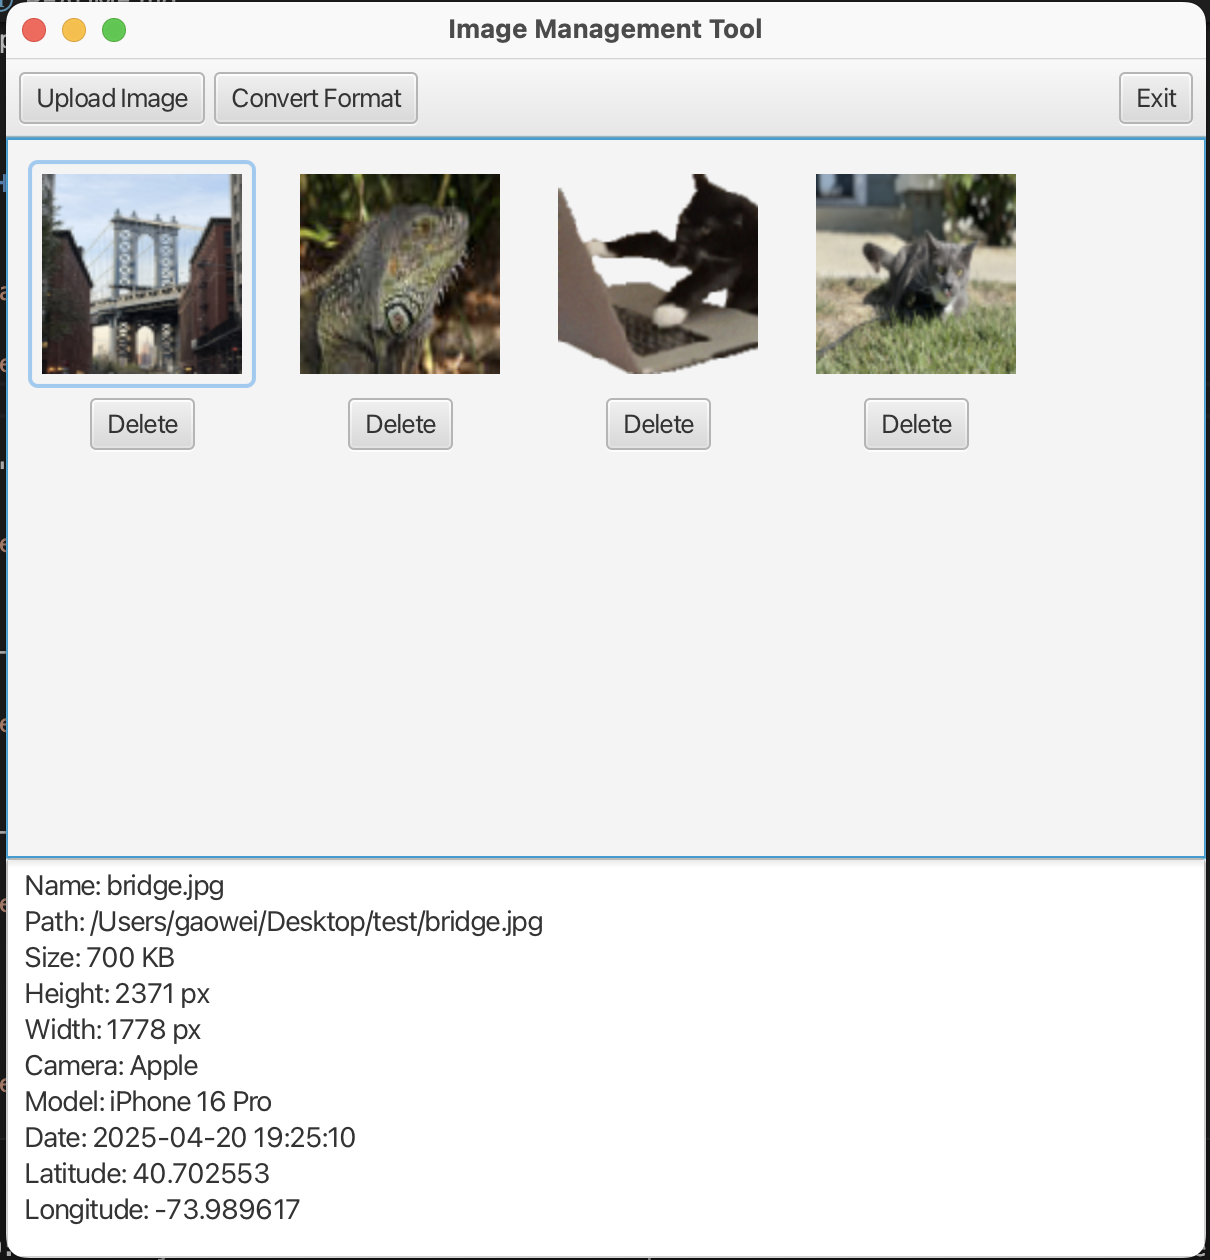 Image Management Tool
Upload Image Convert Format Exit
Delete Delete Delete Delete
Name: bridge.jpg
Path: /Users/gaowei/Desktop/test/bridge.jpg
Size: 700 KB
Height: 2371 px
Width: 1778 px
Camera: Apple
Model: iPhone 16 Pro
Date: 2025-04-20 19:25:10
Latitude: 40.702553
Longitude: -73.989617